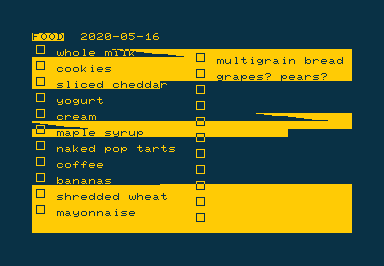 FOOD 2020-05-16
whole milk
cookies
sliced cheddar
yogurt
cream
maple syrup
naked pop tarts
coffee
bananas
shredded wheat
mayonnaise
multigrain bread
grapes? pears?